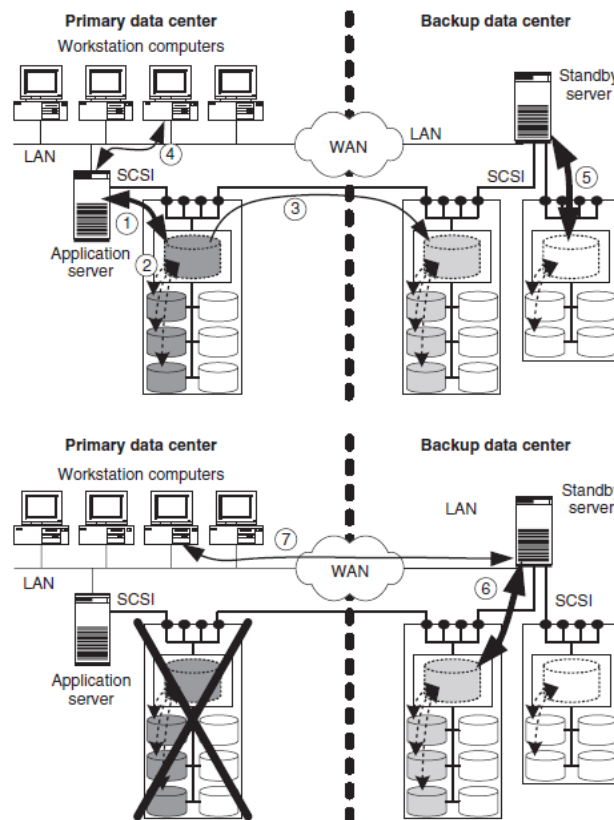 Primary data center
Backup data center
Workstation computers
Standby
server
LAN
WAN
LAN
4
SCSI
SCSI
5
3
1
Application
server
2
Primary data center
Backup data center
Workstation computers
Standby
server
LAN
7
WAN
LAN
6
SCSI
SCSI
Application
server